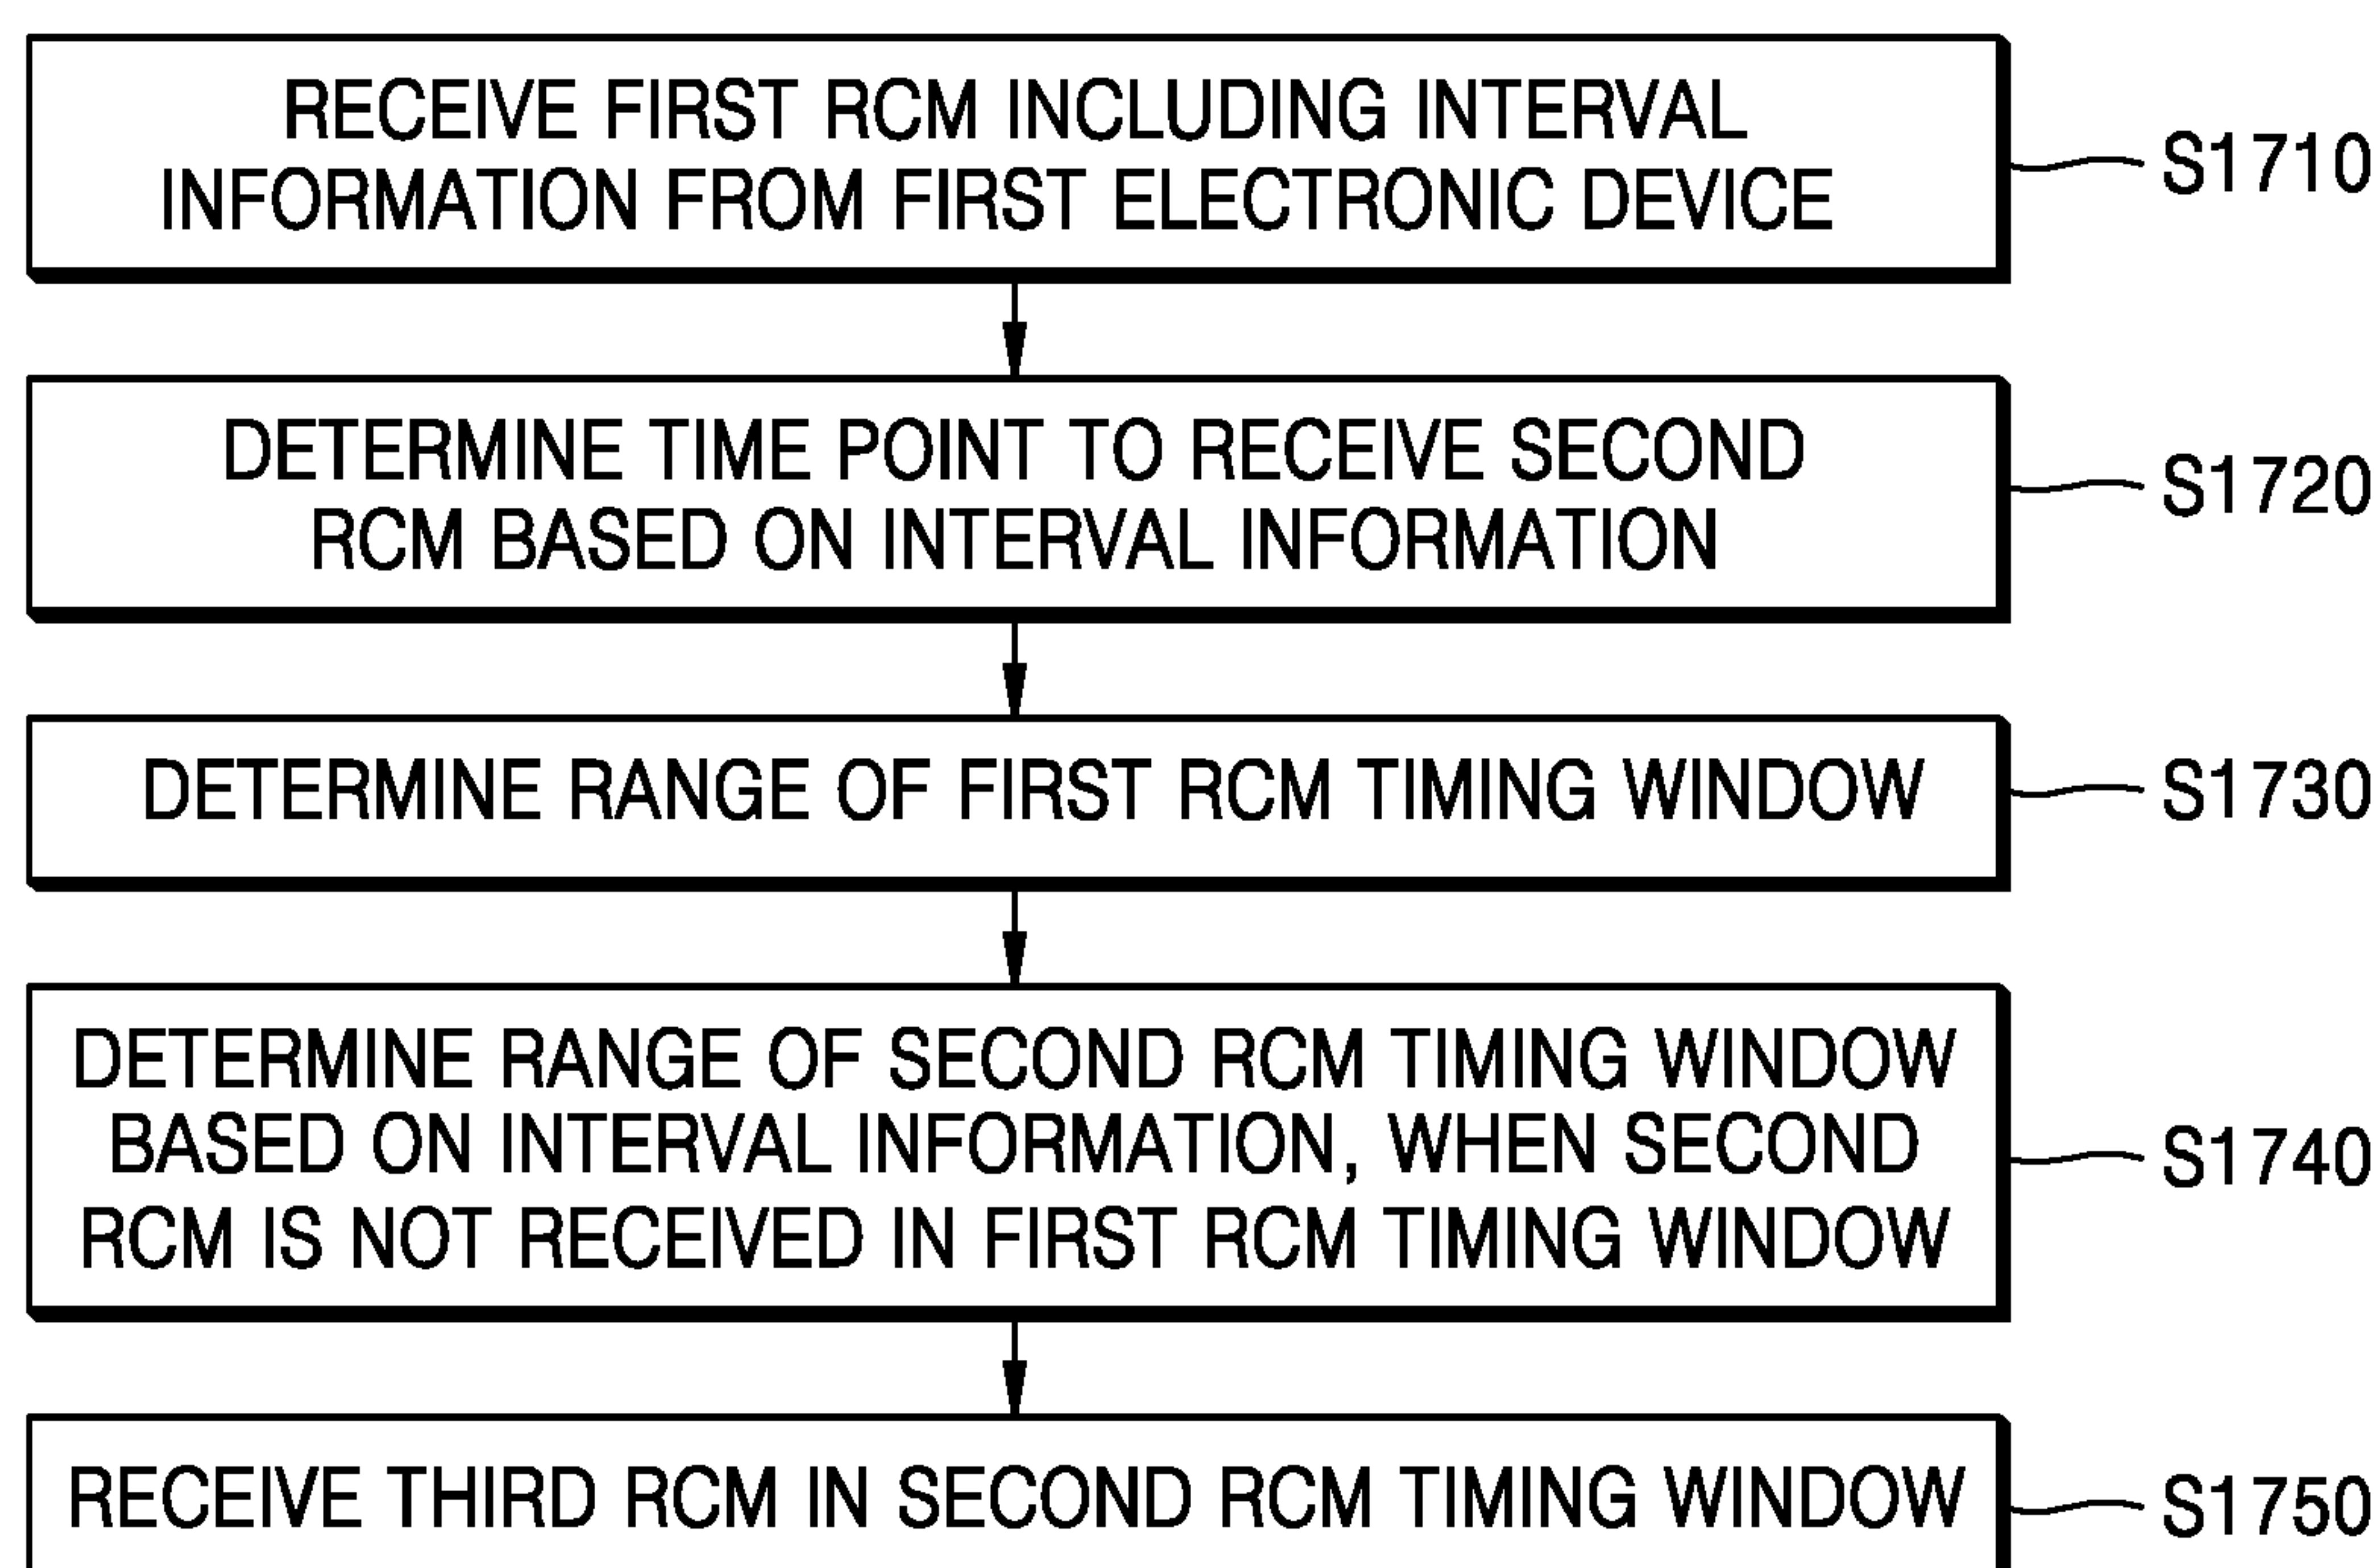 RECEIVE FIRST RCM INCLUDING INTERVAL
INFORMATION FROM FIRST ELECTRONIC DEVICE
S1710
DETERMINE TIME POINT TO RECEIVE SECOND
RCM BASED ON INTERVAL INFORMATION
S1720
DETERMINE RANGE OF FIRST RCM TIMING WINDOW
S1730
DETERMINE RANGE OF SECOND RCM TIMING WINDOW
BASED ON INTERVAL INFORMATION, WHEN SECOND
RCM IS NOT RECEIVED IN FIRST RCM TIMING WINDOW
S1740
RECEIVE THIRD RCM IN SECOND RCM TIMING WINDOW
S1750